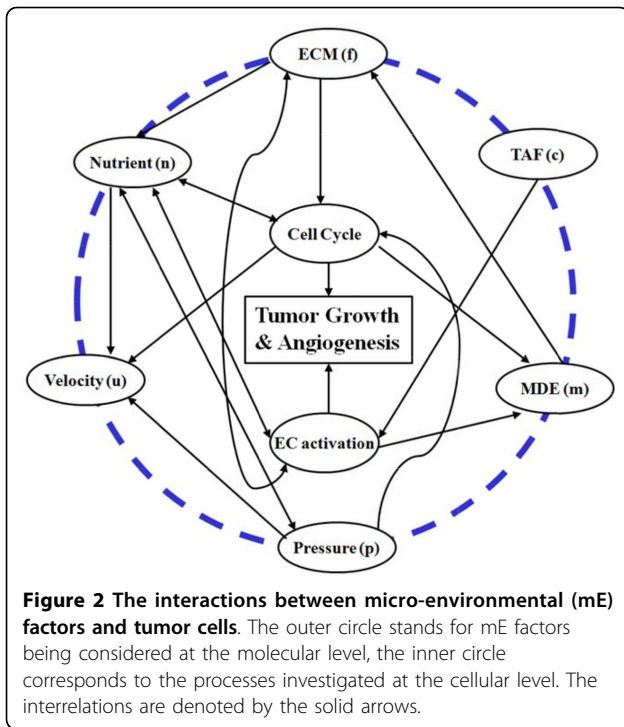 ECM (f)
Nutrient (n)
TAF (c)
Cell Cycle
Tumor Growth
& Angiogenesis
Velocity (u)
MDE (m)
EC activation
Pressure (p)
Figure 2 The interactions between micro-environmental (mE)
factors and tumor cells. The outer circle stands for mE factors
being considered at the molecular level, the inner circle
corresponds to the processes investigated at the cellular level. The
interrelations are denoted by the solid arrows.